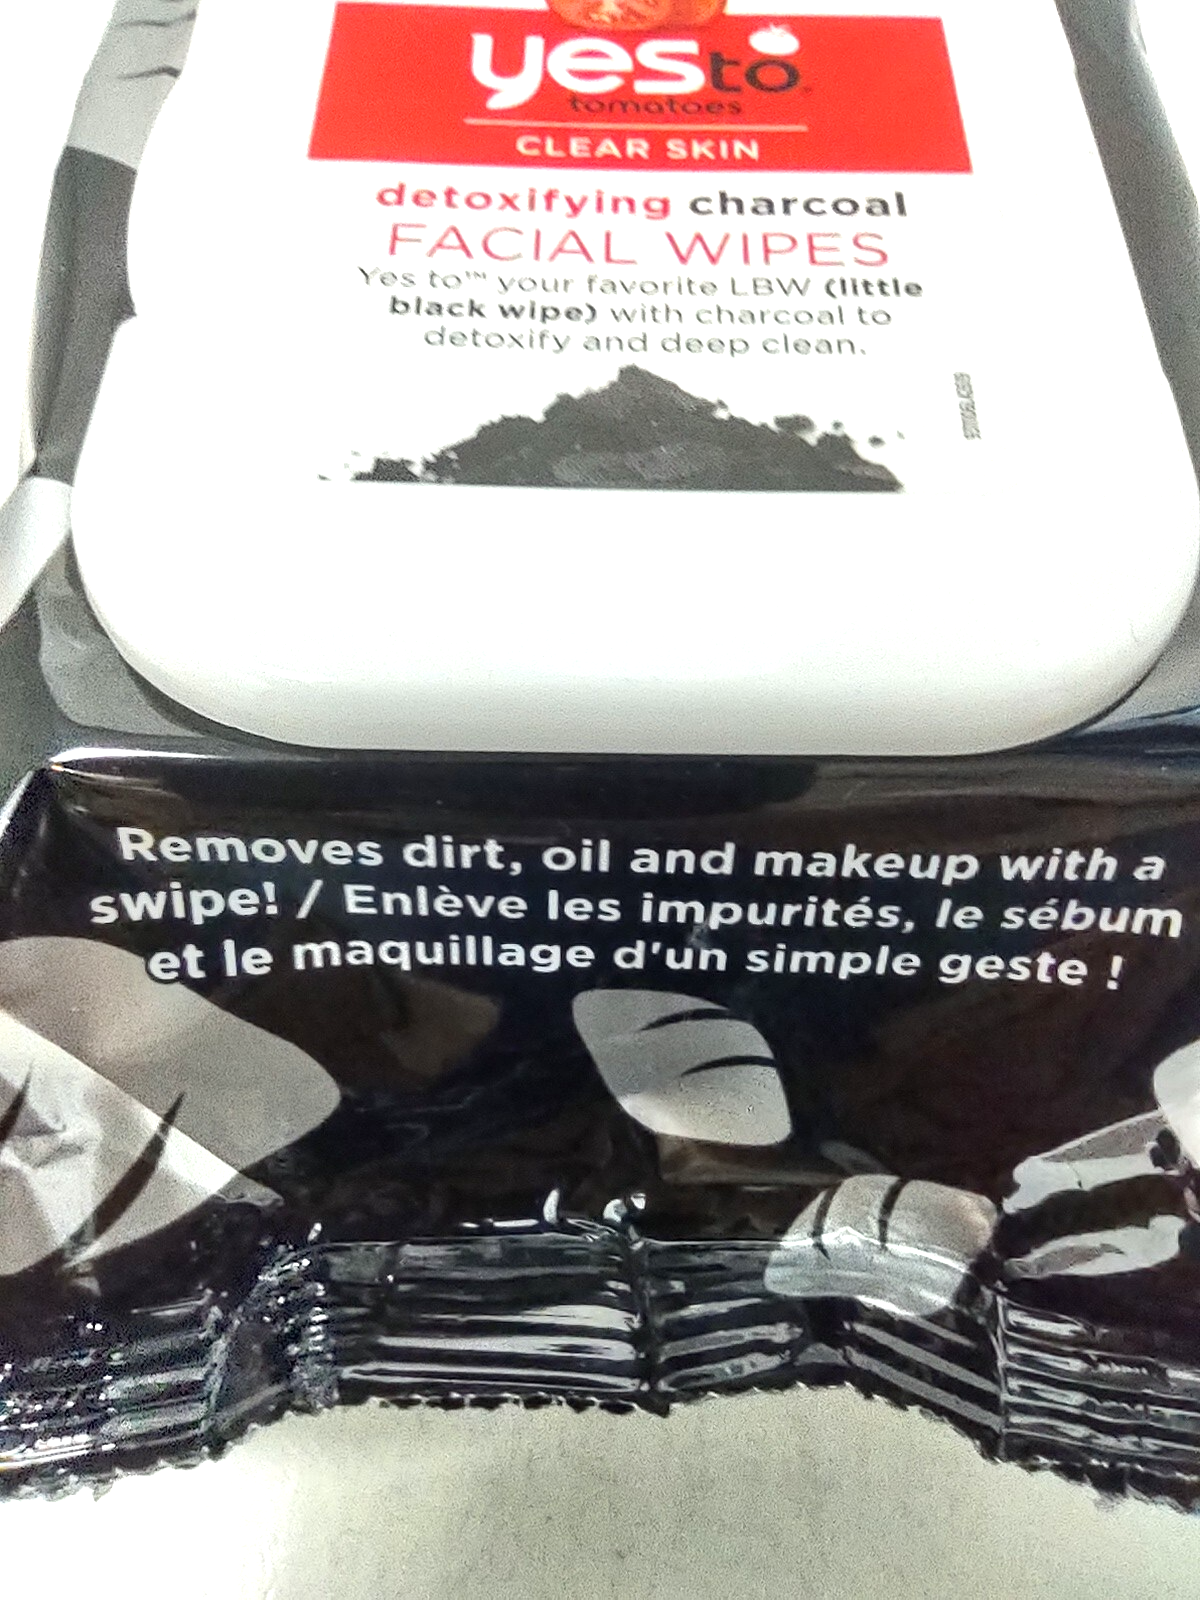 yes to
tomatoes
CLEAR SKIN
detoxifying charcoal
FACIAL WIPES
Yes to™ your favorite LBW (little
black wipe) with charcoal to
detoxify and deep clean.
Removes dirt, oil and makeup with a
swipe! / Enlève les impurités, le sébum
et le maquillage d'un simple geste !